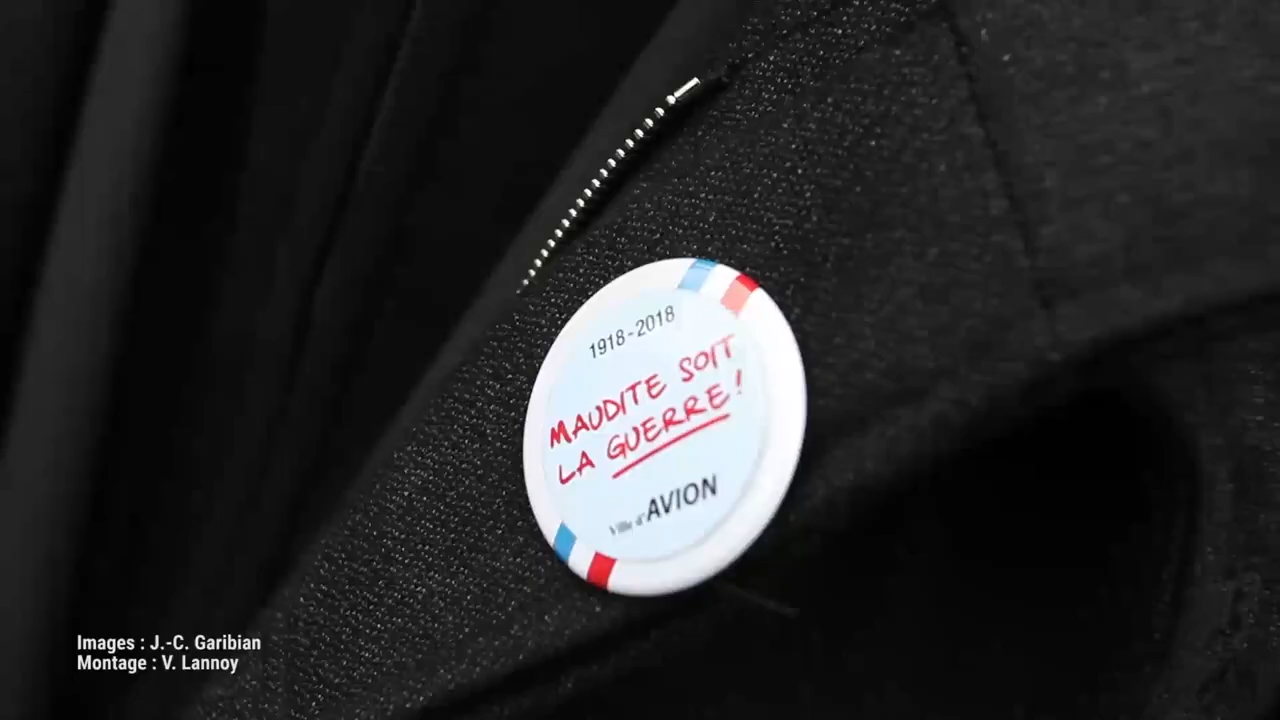 1918-2018
MAUDITE SOIT
LA GUERRE !
Ville d'AVION
Images : J.-C. Garibian
Montage : V. Lannoy